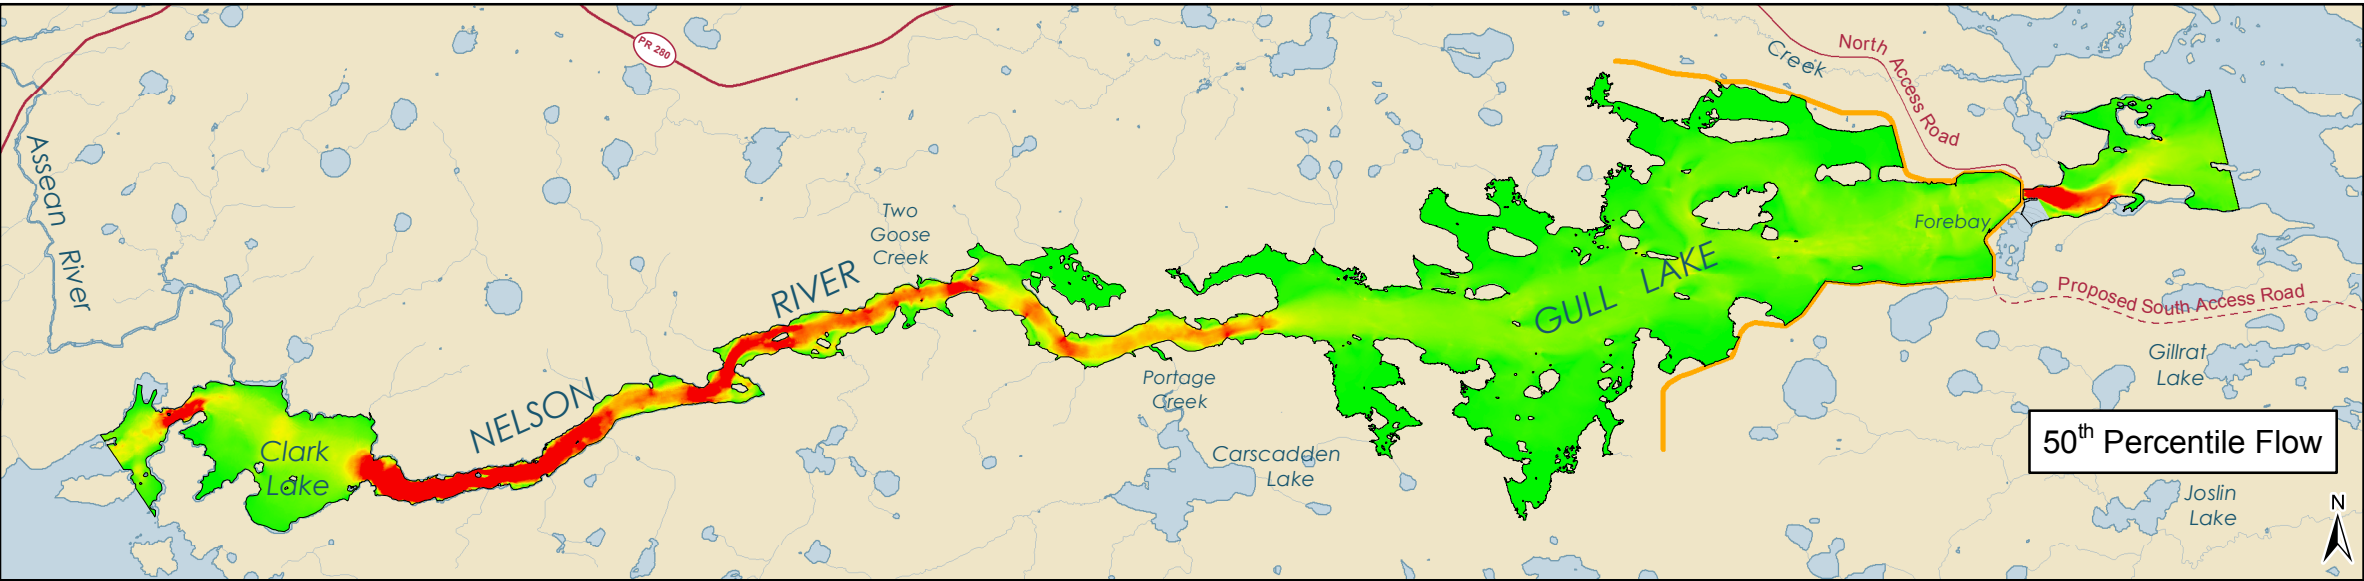 PR 280
North
Access Road
Creek
Assean
River
Two
Goose
Creek
RIVER
NELSON
Forebay
GULL LAKE
Proposed South Access Road
Gillrat
Lake
Portage
Creek
Clark
Lake
Carscadden
Lake
50th Percentile Flow
Joslin
Lake
N